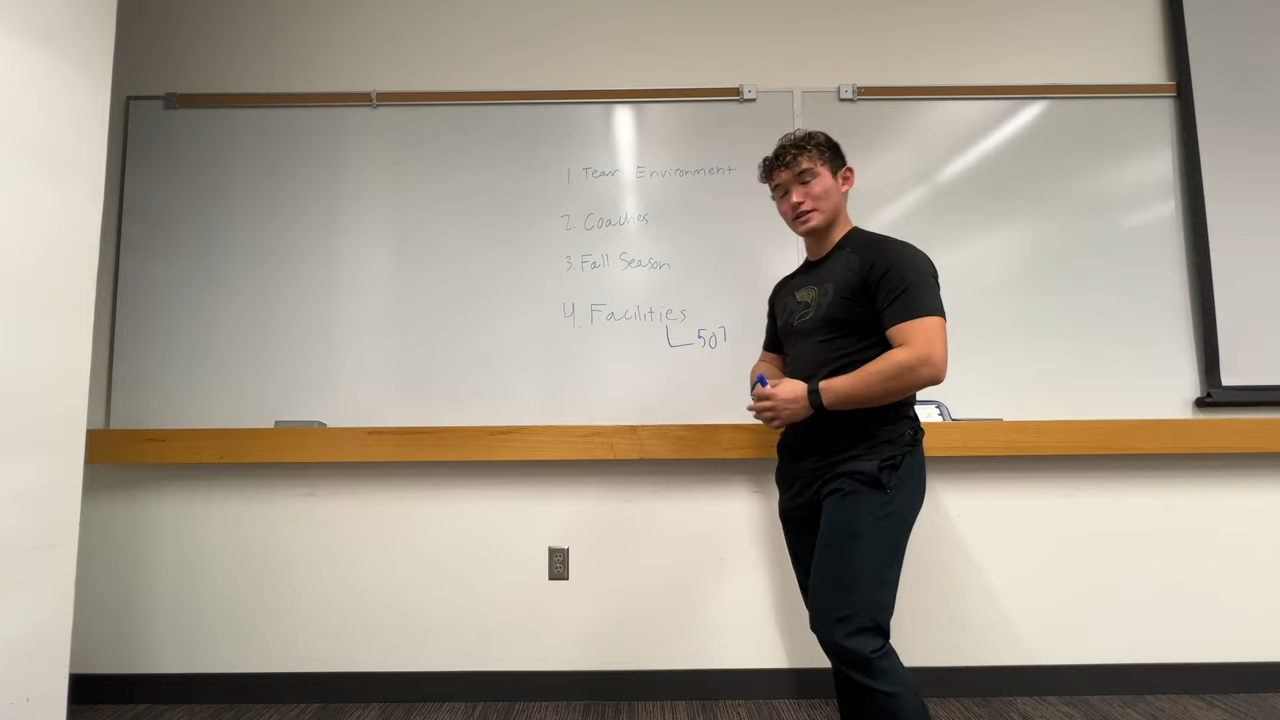 1. Team Environment
2. Coaches
3. Fall Season
4. Facilities
507